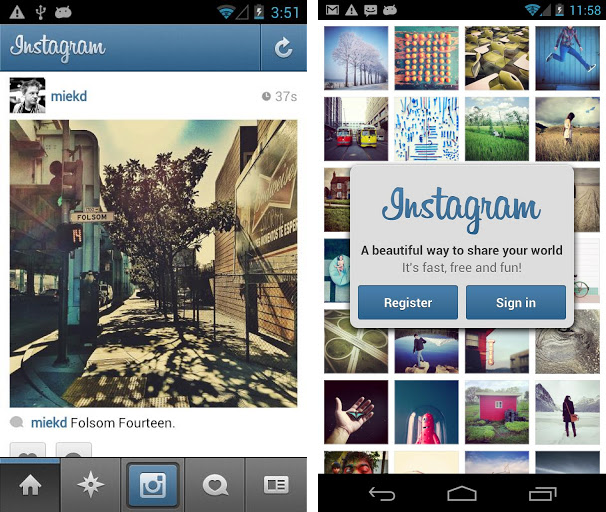 3:51
Instagram
miekd
37s
FOLSOM
14
miekd Folsom Fourteen.
11:58
Instagram
A beautiful way to share your world
It's fast, free and fun!
Register
Sign in